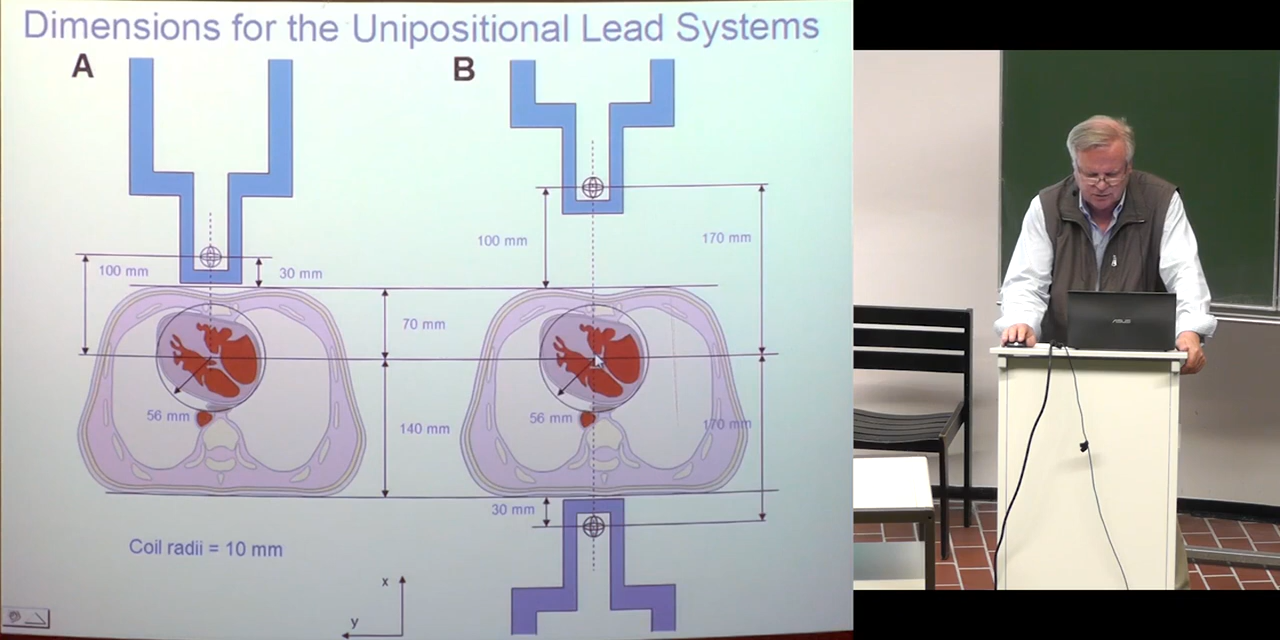 Dimensions for the Unipositional Lead Systems
A
B
100 mm
170 mm
100 mm
30 mm
70 mm
56 mm
56 mm
140 mm
170 mm
30 mm
Coil radii = 10 mm
x
y
ASUS